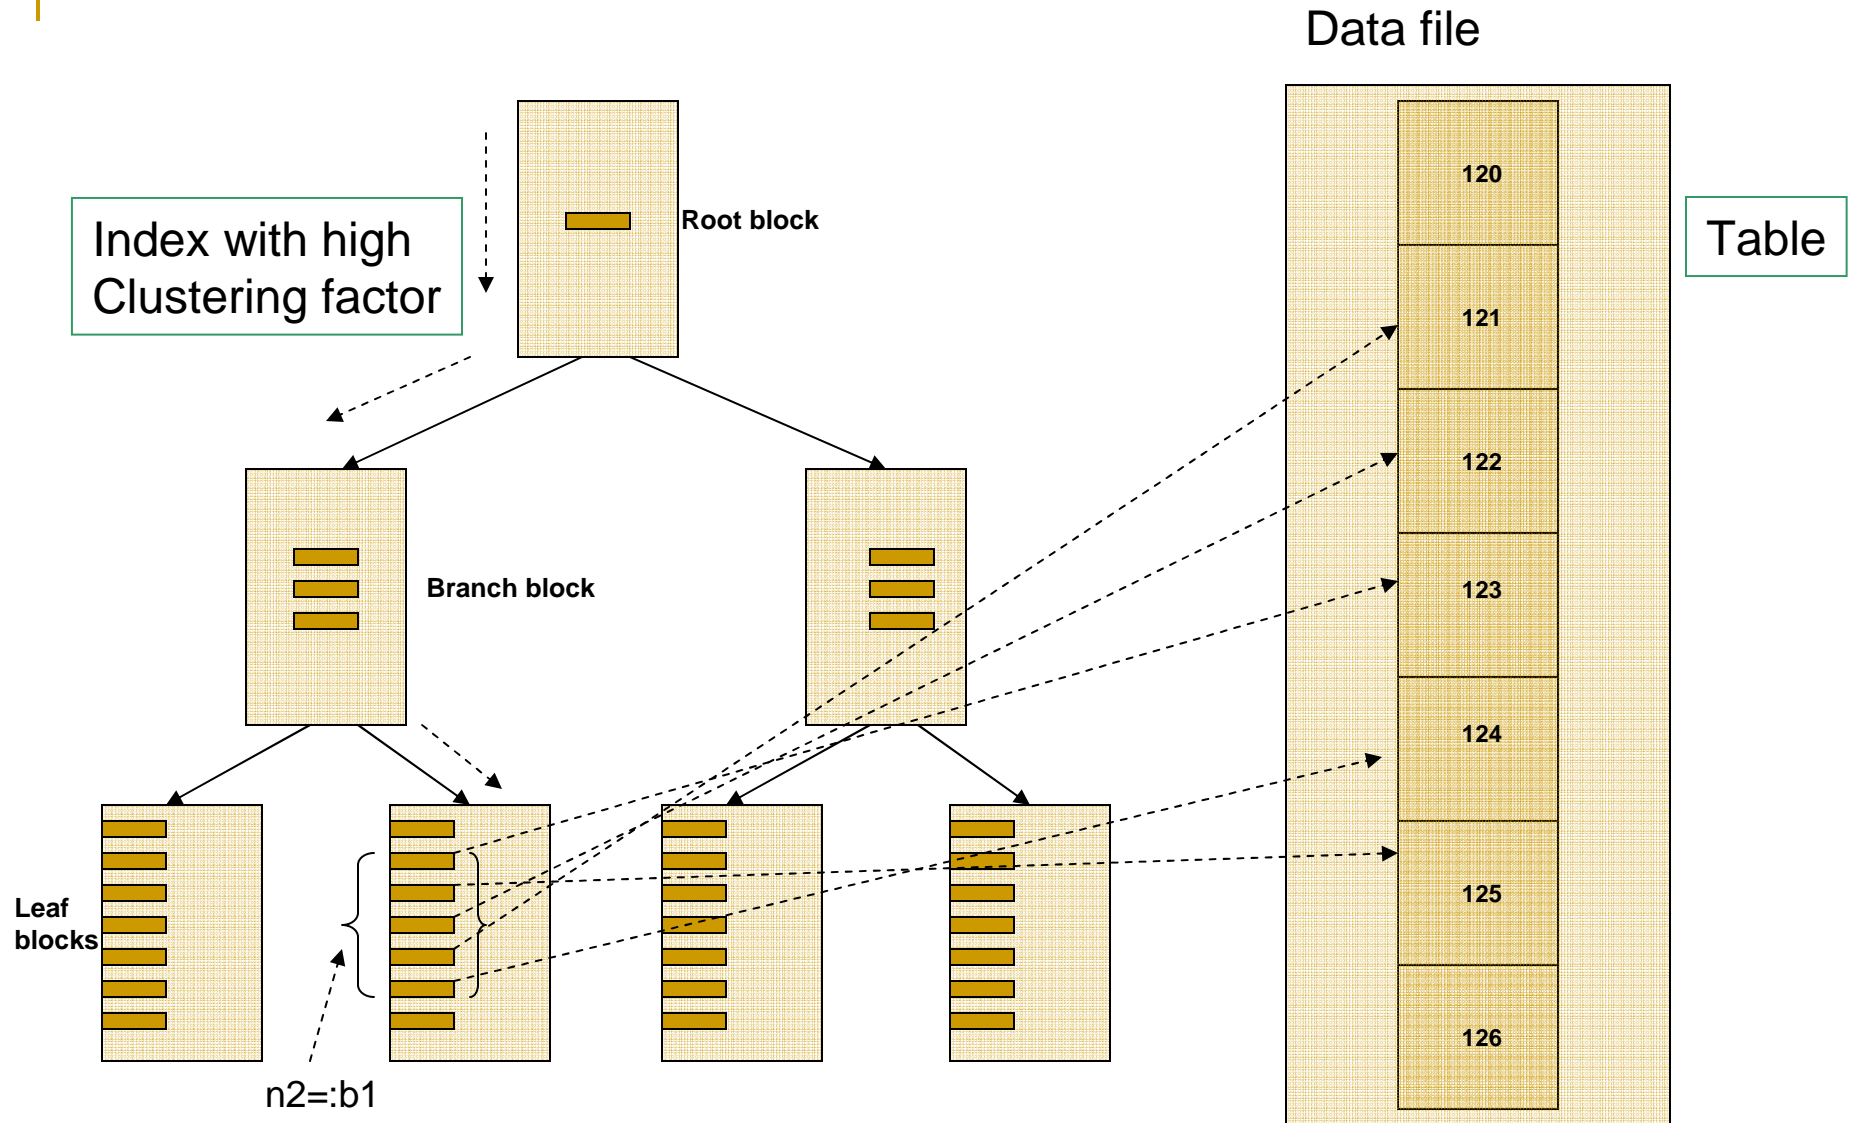 Data file
Index with high
Clustering factor
Root block
Table
Branch block
Leaf
blocks
n2=:b1
120
121
122
123
124
125
126